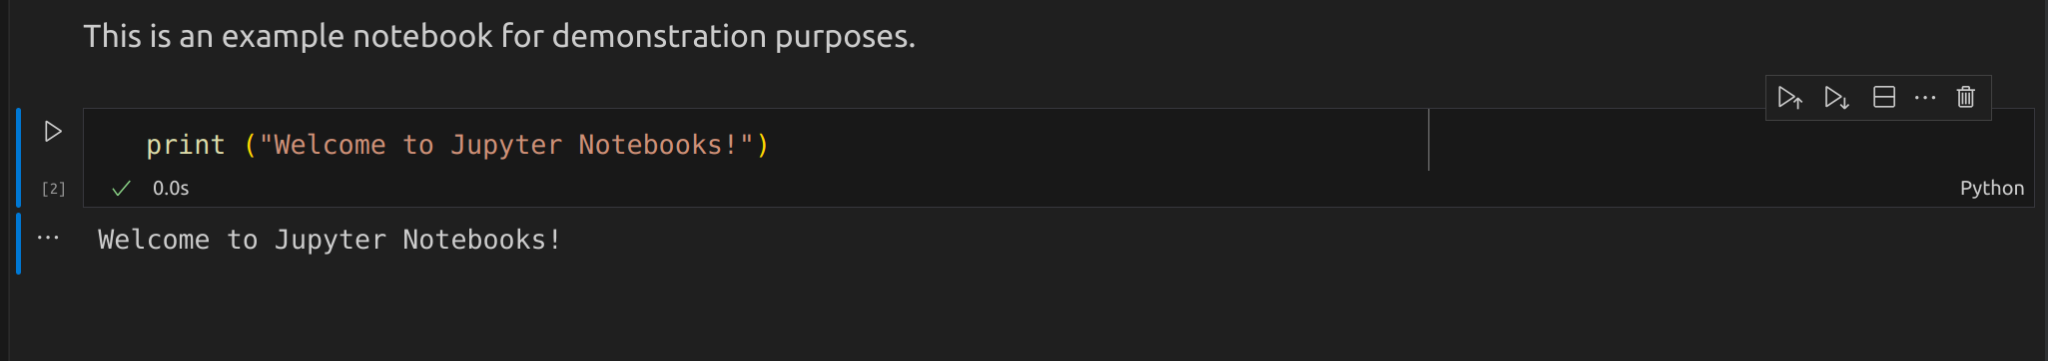 This is an example notebook for demonstration purposes.
print ("Welcome to Jupyter Notebooks!")
[2]
0.0s
Python
Welcome to Jupyter Notebooks!